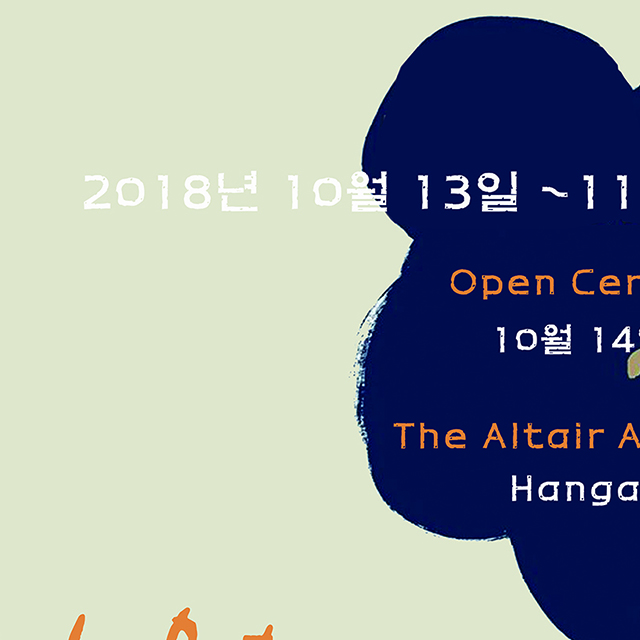 2018년 10월 13일 ~11
Open Cer
10월 14
The Altair A
Hanga